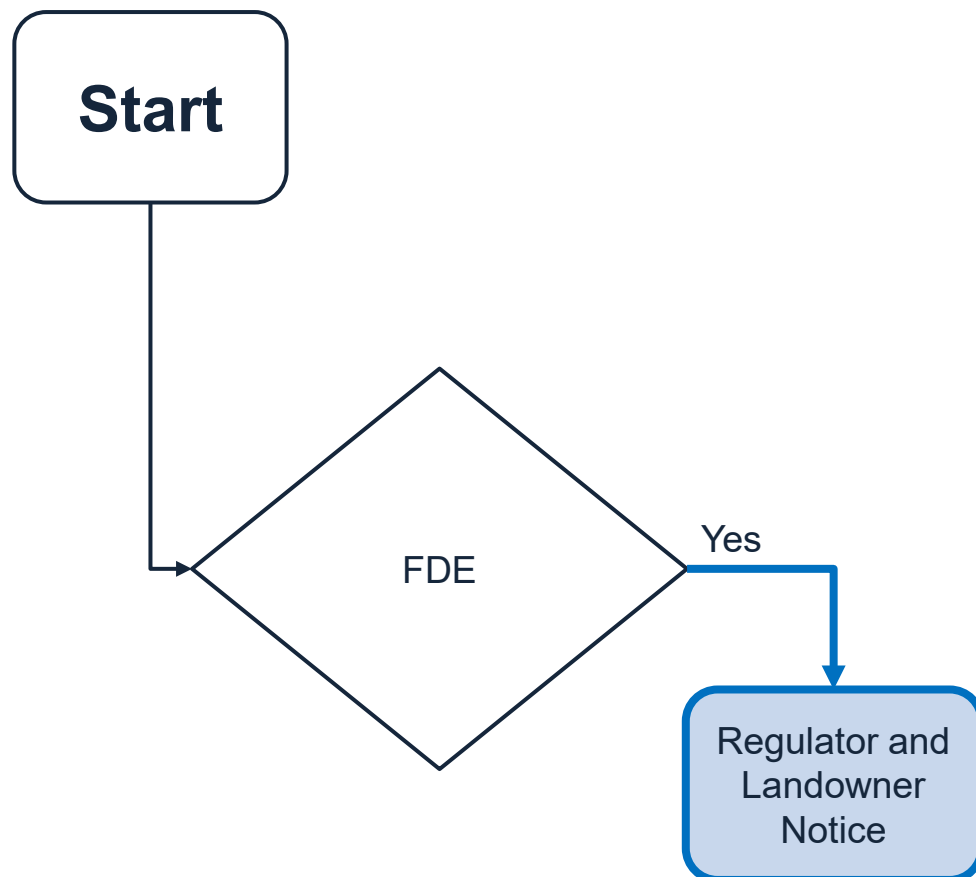 Start
FDE
Yes
Regulator and
Landowner
Notice